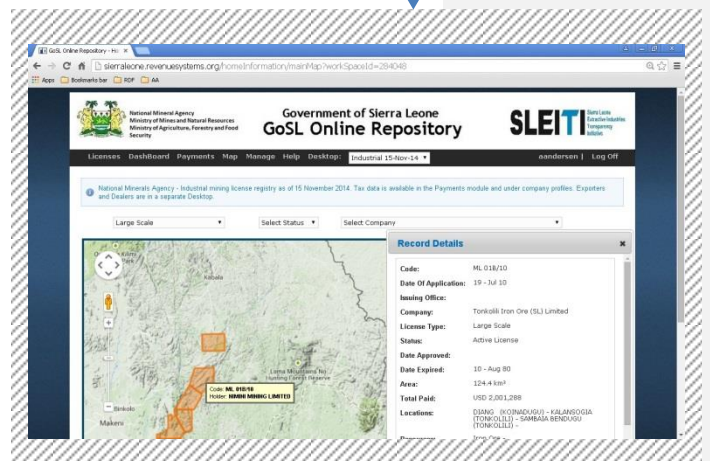 GoSL Online Repository - Ho
sierraleone.revenuesystems.org/homeInformation/mainMap?workSpaceId=284048
Apps Bookmarks bar RDF AA
National Mineral Agency
Ministry of Mines and Natural Resources
Ministry of Agriculture, Forestry and Food
Security
Government of Sierra Leone
GoSL Online Repository
SLEITI
Sierra Leone
Extractive Industries
Transparency
Initiative
Licenses DashBoard Payments Map Manage Help Desktop: Industrial 15-Nov-14 aandersen | Log Off
National Minerals Agency - Industrial mining license registry as of 15 November 2014. Tax data is available in the Payments module and under company profiles. Exporters
and Dealers are in a separate Desktop.
Large Scale Select Status Select Company
Record Details
Code: ML 01B/10
Date Of Application: 19 - Jul 10
Issuing Office:
Company: Tonkolili Iron Ore (SL) Limited
License Type: Large Scale
Status: Active License
Date Approved:
Date Expired: 10 - Aug 80
Area: 124.4 km²
Total Paid: USD 2,001,288
Locations: DIANG (KOINADUGU) - KALANSOGIA
(TONKOLILI) - SAMBAIA BENDUGU
(TONKOLILI) -
Iron Ore -
Outamba Kilimi
Park
Kabala
Loma Mountains No
Hunting Forest Reserve
Code: ML 01B/10
Holder: NIMINI MINING LIMITED
Binkolo
Makeni